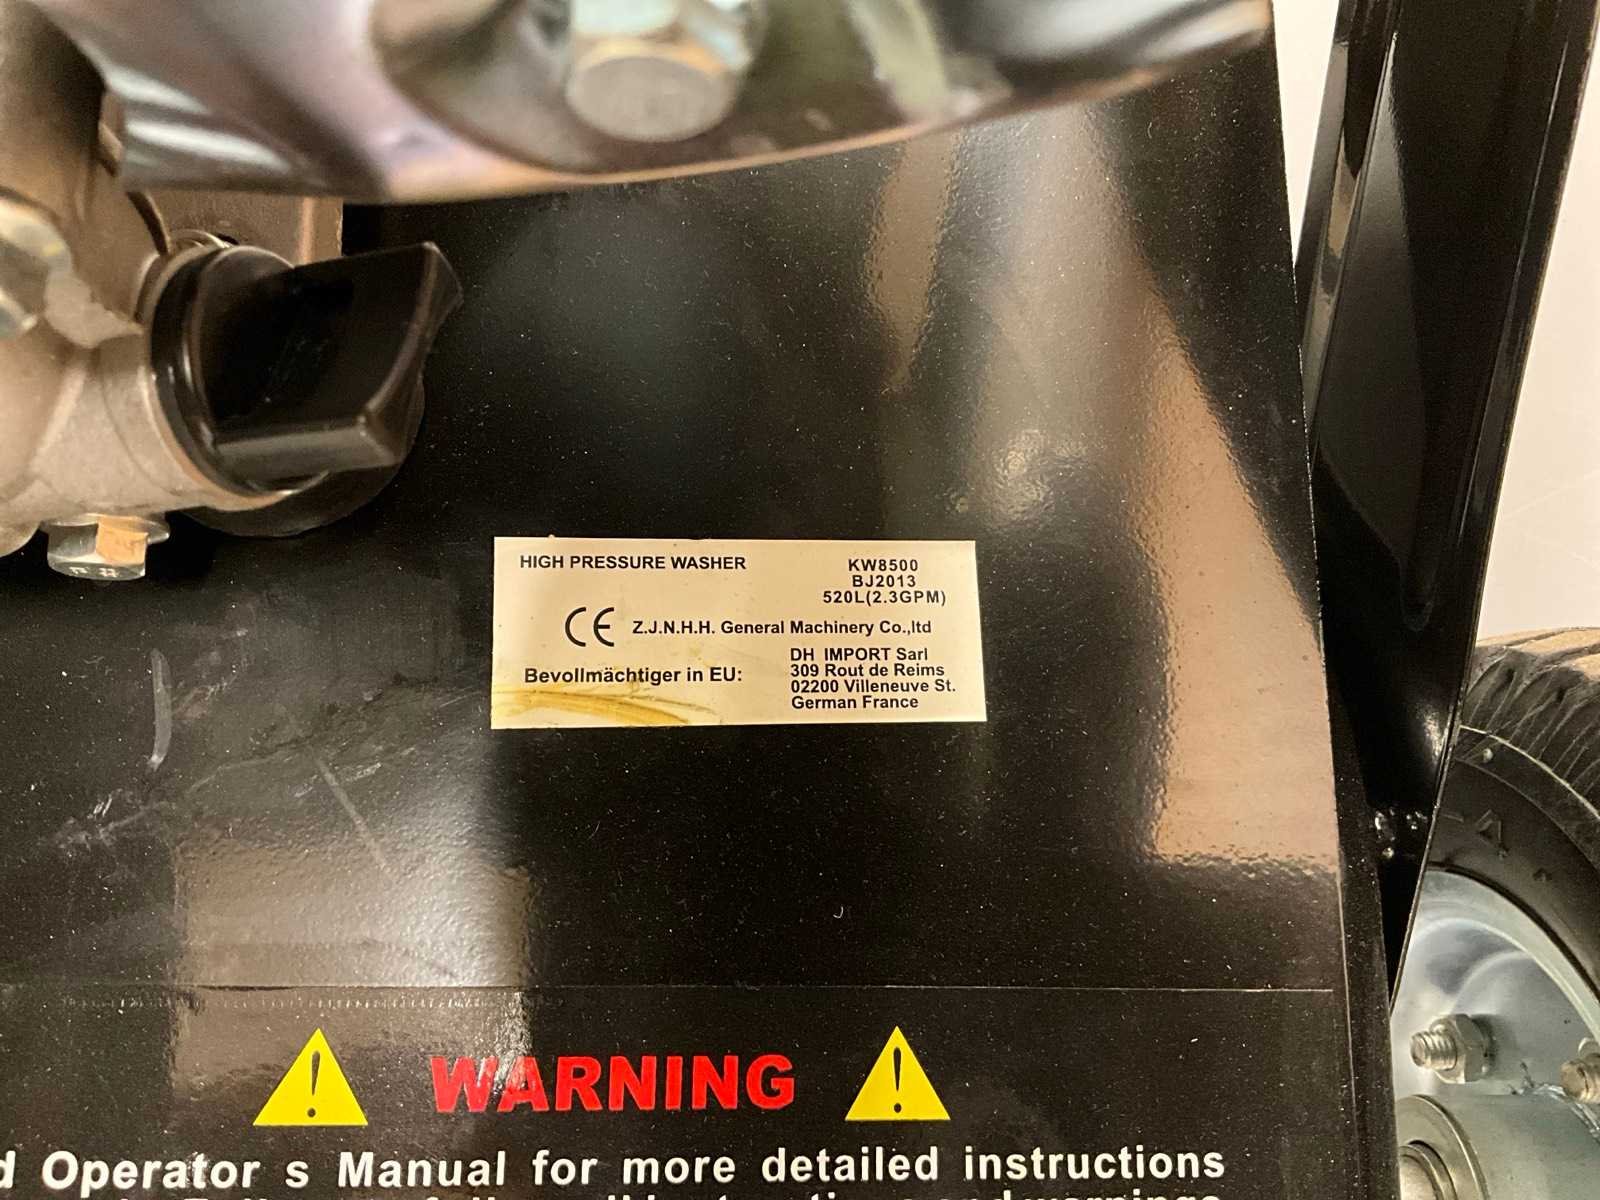 HIGH PRESSURE WASHER
KW8500
BJ2013
520L(2.3GPM)
CE Z.J.N.H.H. General Machinery Co.,ltd
Bevollmächtiger in EU:
DH IMPORT Sarl
309 Rout de Reims
02200 Villeneuve St.
German France
! WARNING !
Operator s Manual for more detailed instructions